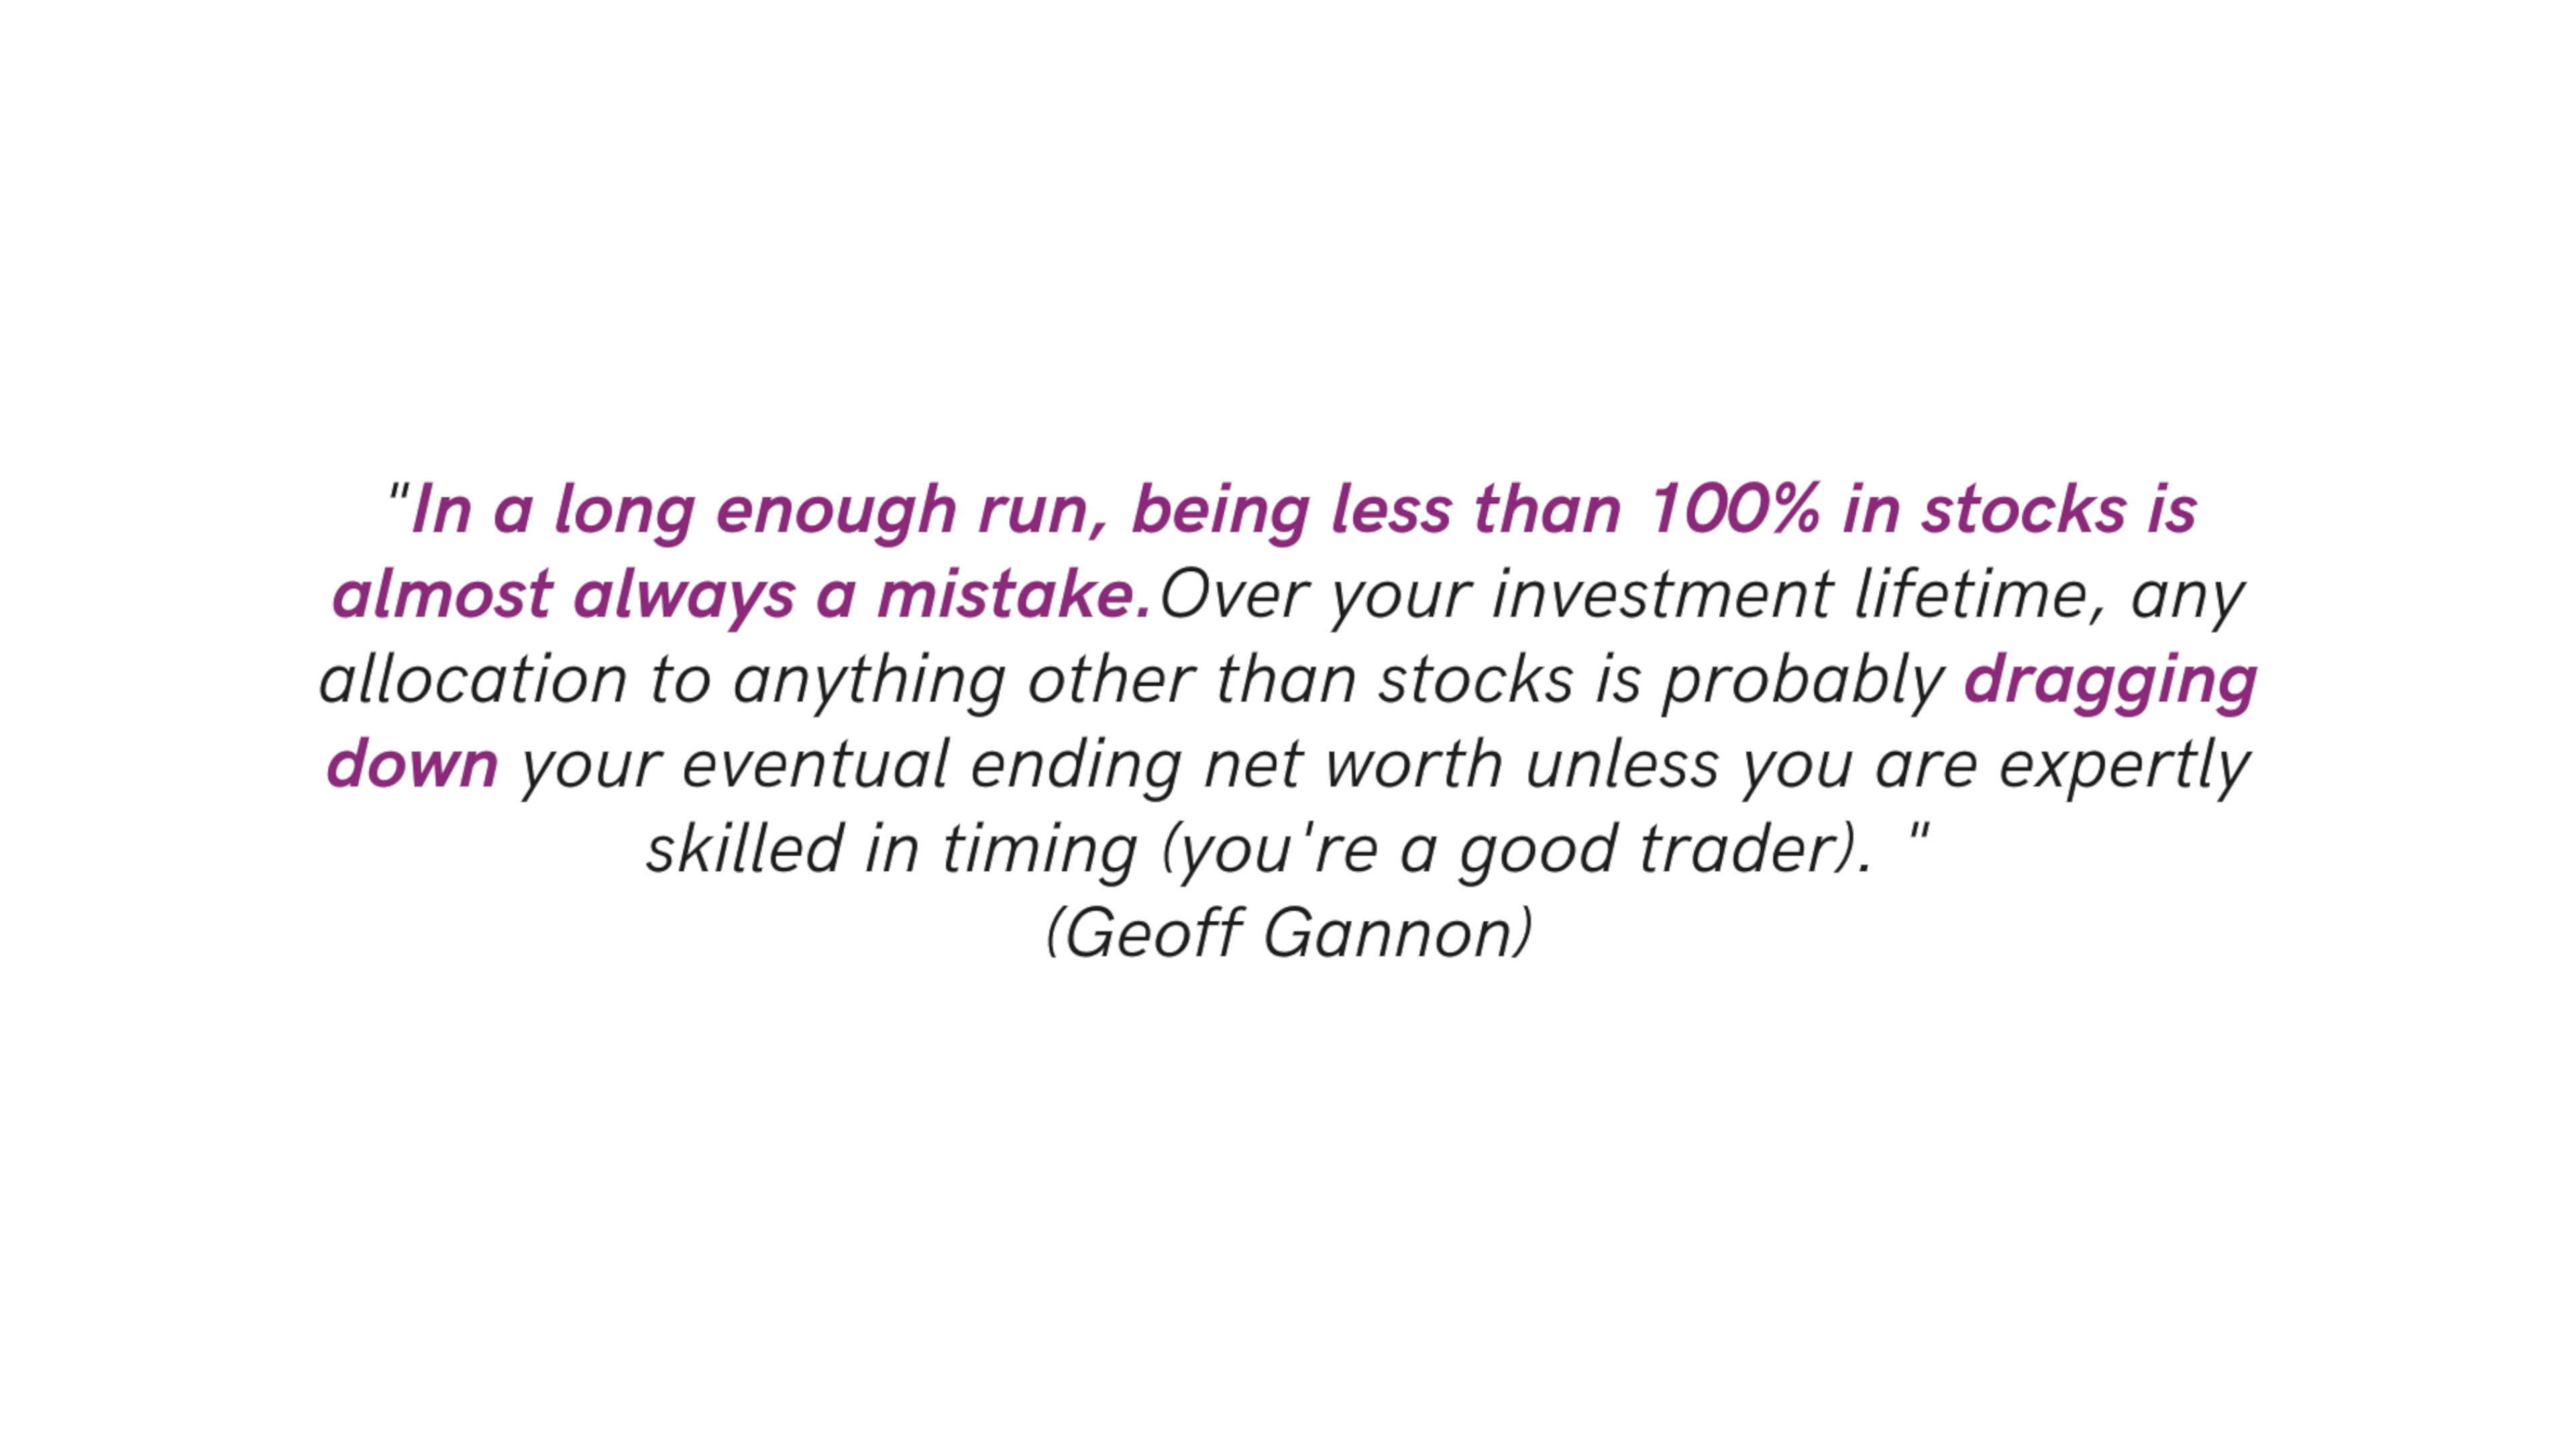 "In a long enough run, being less than 100% in stocks is
almost always a mistake.Over your investment lifetime, any
allocation to anything other than stocks is probably dragging
down your eventual ending net worth unless you are expertly
skilled in timing (you're a good trader). "
(Geoff Gannon)